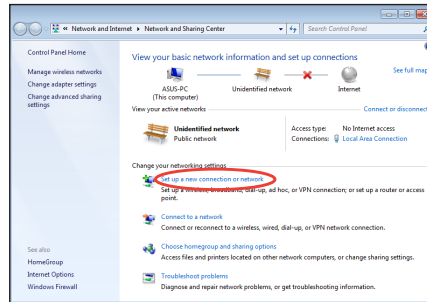 « Network and Internet ▸ Network and Sharing Center
Search Control Panel
Control Panel Home
Manage wireless networks
Change adapter settings
Change advanced sharing
settings
See also
HomeGroup
Internet Options
Windows Firewall
View your basic network information and set up connections
See full map
ASUS-PC
(This computer)
Unidentified network
Internet
View your active networks
Connect or disconnect
Unidentified network
Public network
Access type: No Internet access
Connections: Local Area Connection
Change your networking settings
Set up a new connection or network
Set up a wireless, broadband, dial-up, ad hoc, or VPN connection; or set up a router or access
point.
Connect to a network
Connect or reconnect to a wireless, wired, dial-up, or VPN network connection.
Choose homegroup and sharing options
Access files and printers located on other network computers, or change sharing settings.
Troubleshoot problems
Diagnose and repair network problems, or get troubleshooting information.